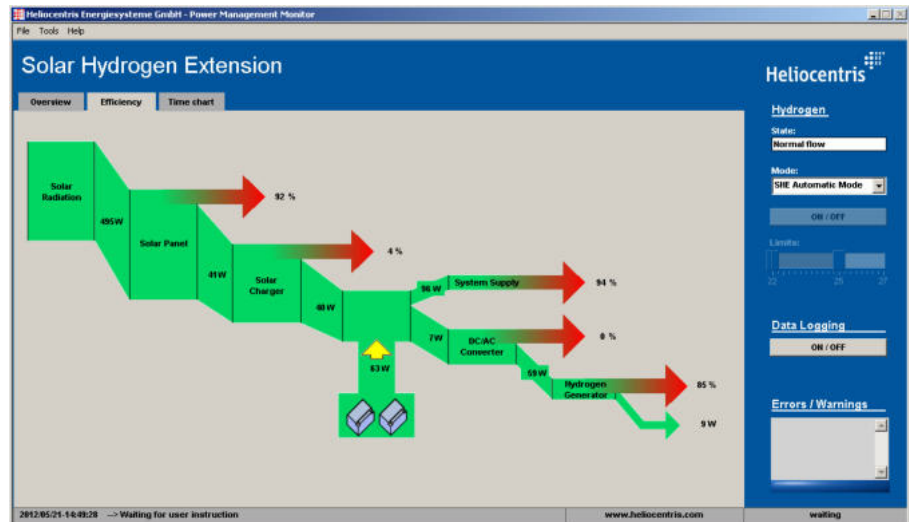 Heliocentris Energiesysteme GmbH - Power Management Monitor
File Tools Help
Solar Hydrogen Extension
Heliocentris
Overview Efficiency Time chart
Hydrogen
State:
Normal flow
Mode:
SHE Automatic Mode
ON / OFF
Limits:
22 25 27
Data Logging
ON / OFF
Errors / Warnings
Solar
Radiation
495W
92 %
Solar Panel
41W
4 %
Solar
Charger
40W
63W
96 W
System Supply
94 %
7W
DC/AC
Converter
0 %
59W
Hydrogen
Generator
85 %
9 W
2012/05/21-14:49:28 --> Waiting for user instruction
www.heliocentris.com
waiting